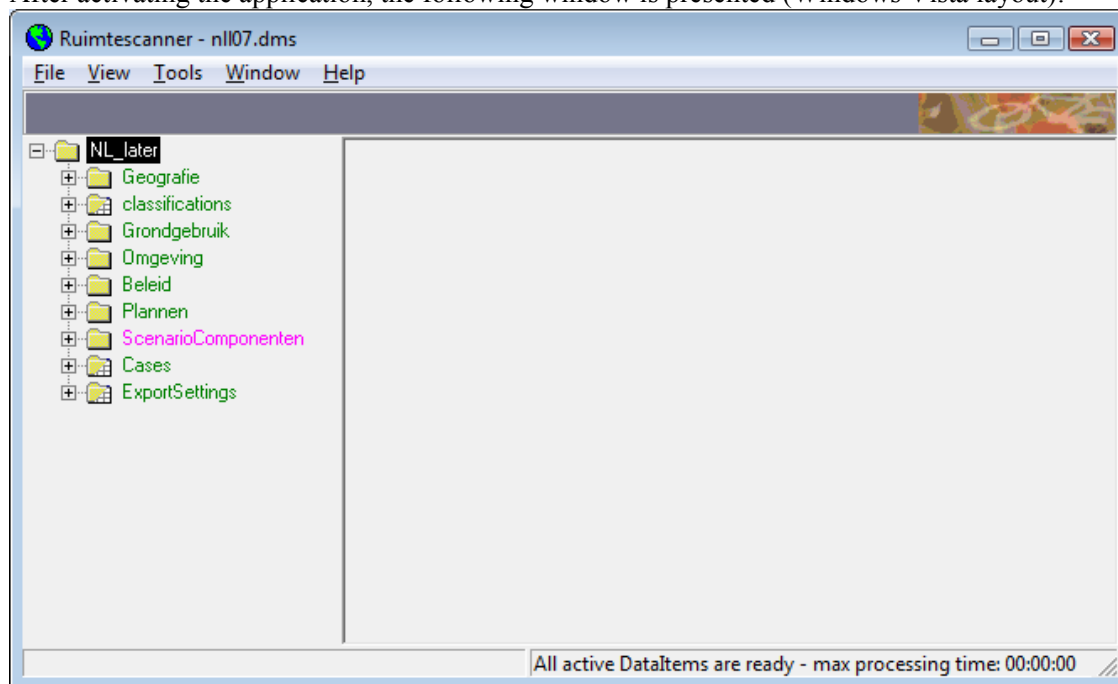 After activating the application, the following window is presented (Windows Vista layout):
Ruimtescanner - nll07.dms
File View Tools Window Help
NL_later
Geografie
classifications
Grondgebruik
Omgeving
Beleid
Plannen
ScenarioComponenten
Cases
ExportSettings
All active DataItems are ready - max processing time: 00:00:00